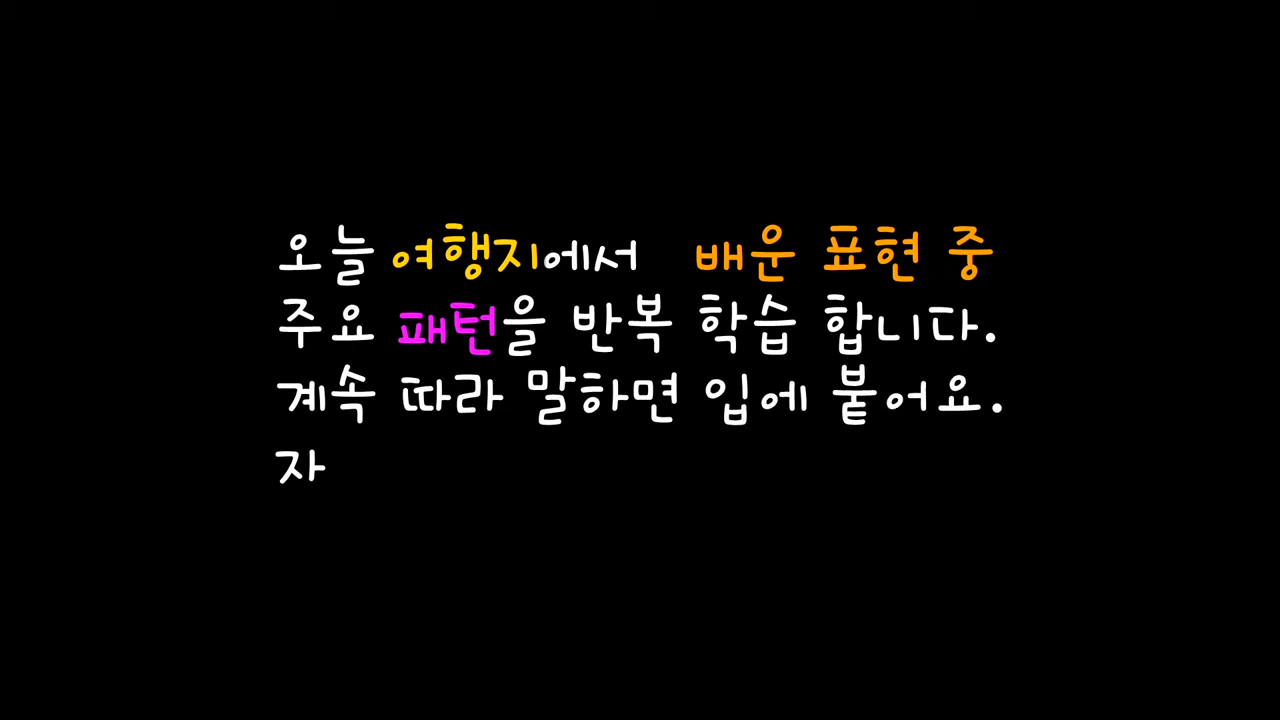 오늘 여행지에서 배운 표현 중
주요 패턴을 반복 학습 합니다.
계속 따라 말하면 입에 붙어요.
자